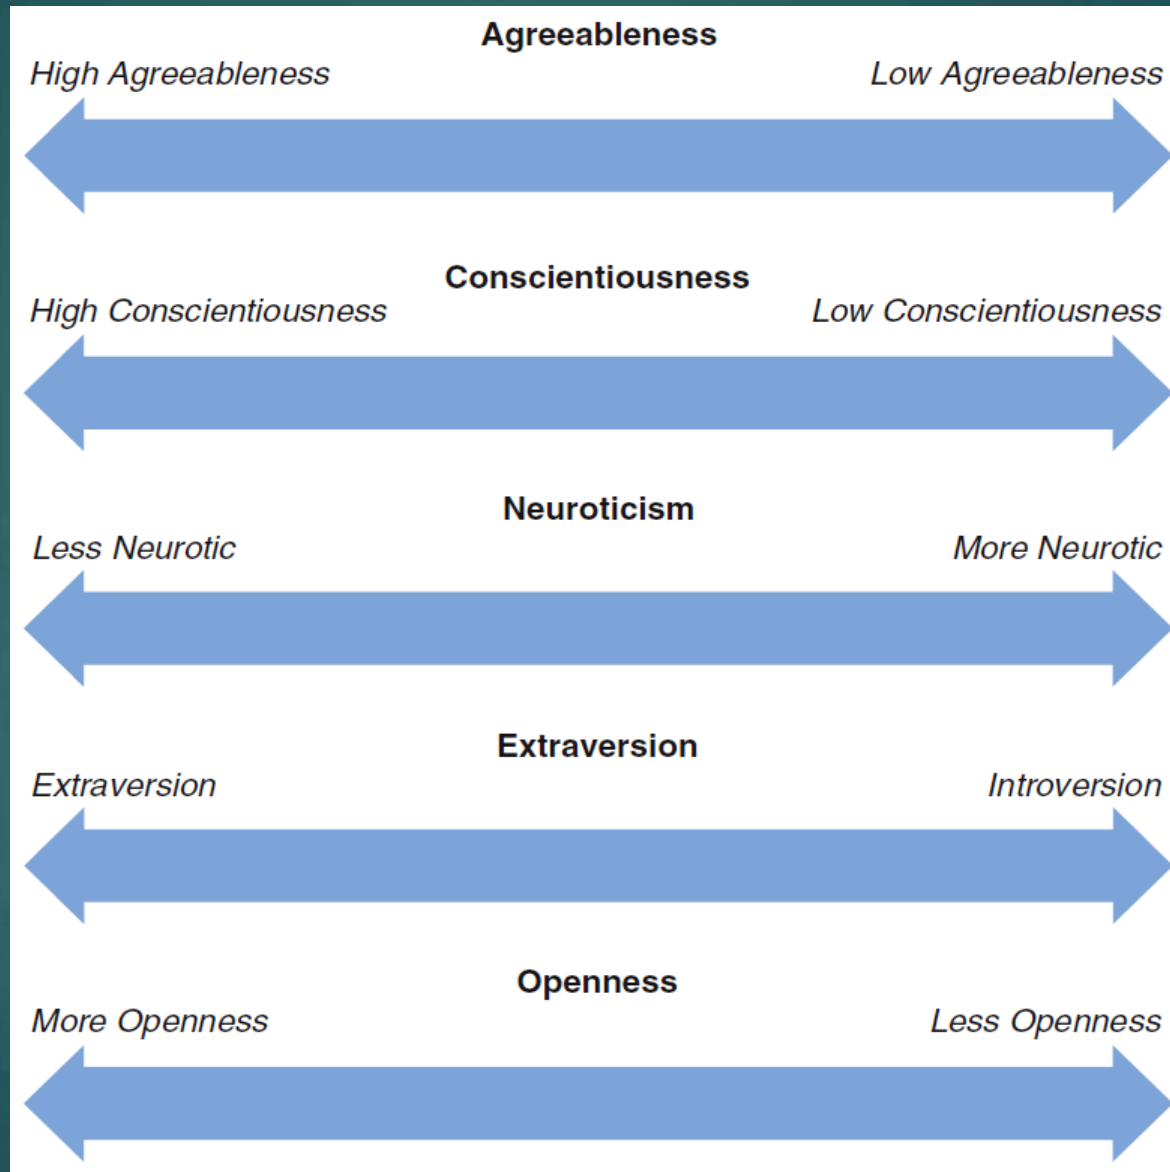 Agreeableness
High Agreeableness Low Agreeableness
Conscientiousness
High Conscientiousness Low Conscientiousness
Neuroticism
Less Neurotic More Neurotic
Extraversion
Extraversion Introversion
Openness
More Openness Less Openness